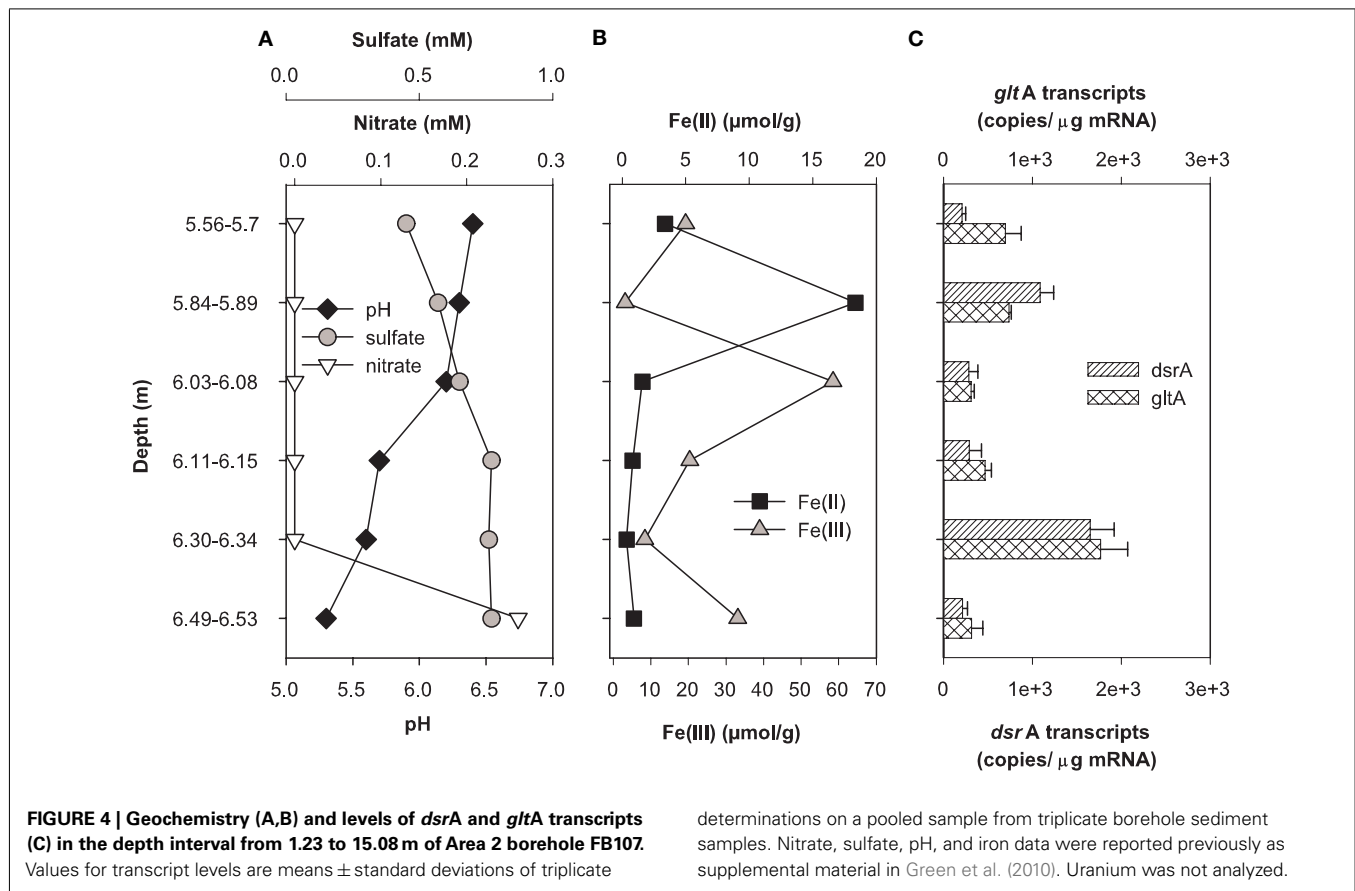 A
Sulfate (mM)
0.0 0.5 1.0
Nitrate (mM)
0.0 0.1 0.2 0.3
Depth (m)
5.56-5.7
5.84-5.89
6.03-6.08
6.11-6.15
6.30-6.34
6.49-6.53
pH
sulfate
nitrate
5.0 5.5 6.0 6.5 7.0
pH
B
Fe(II) (μmol/g)
0 5 10 15 20
Fe(II)
Fe(III)
0 10 20 30 40 50 60 70
Fe(III) (μmol/g)
C
gltA transcripts
(copies/ μg mRNA)
0 1e+3 2e+3 3e+3
dsrA
gltA
0 1e+3 2e+3 3e+3
dsrA transcripts
(copies/ μg mRNA)
FIGURE 4 | Geochemistry (A,B) and levels of dsrA and gltA transcripts
(C) in the depth interval from 1.23 to 15.08 m of Area 2 borehole FB107.
Values for transcript levels are means ± standard deviations of triplicate
determinations on a pooled sample from triplicate borehole sediment
samples. Nitrate, sulfate, pH, and iron data were reported previously as
supplemental material in Green et al. (2010). Uranium was not analyzed.